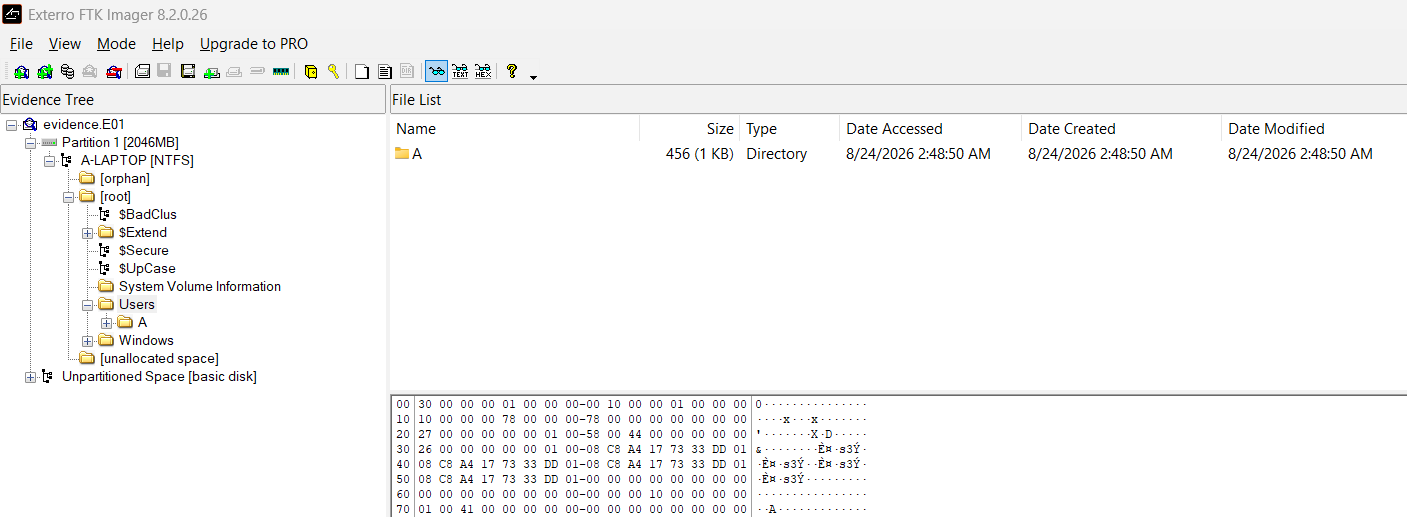 Exterro FTK Imager 8.2.0.26
File View Mode Help Upgrade to PRO
Evidence Tree
evidence.E01
Partition 1 [2046MB]
A-LAPTOP [NTFS]
[orphan]
[root]
$BadClus
$Extend
$Secure
$UpCase
System Volume Information
Users
A
Windows
[unallocated space]
Unpartitioned Space [basic disk]
File List
Name Size Type Date Accessed Date Created Date Modified
A 456 (1 KB) Directory 8/24/2026 2:48:50 AM 8/24/2026 2:48:50 AM 8/24/2026 2:48:50 AM
00 30 00 00 00 01 00 00 00-00 10 00 00 01 00 00 00 0···············
10 10 00 00 00 78 00 00 00-78 00 00 00 00 00 00 00 ····x···x·······
20 27 00 00 00 00 00 01 00-58 00 44 00 00 00 00 00 '·······X·D·····
30 26 00 00 00 00 00 01 00-08 C8 A4 17 73 33 DD 01 &········È¤·s3Ý·
40 08 C8 A4 17 73 33 DD 01-08 C8 A4 17 73 33 DD 01 ·È¤·s3Ý··È¤·s3Ý·
50 08 C8 A4 17 73 33 DD 01-00 00 00 00 00 00 00 00 ·È¤·s3Ý·········
60 00 00 00 00 00 00 00 00-00 00 00 10 00 00 00 00 ················
70 01 00 41 00 00 00 00 00-00 00 00 00 00 00 00 00 ··A·············